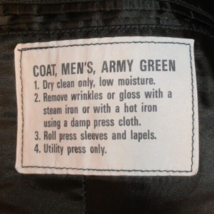 COAT, MEN'S, ARMY GREEN
1. Dry clean only, low moisture.
2. Remove wrinkles or gloss with a
steam iron or with a hot iron
using a damp press cloth.
3. Roll press sleeves and lapels.
4. Utility press only.